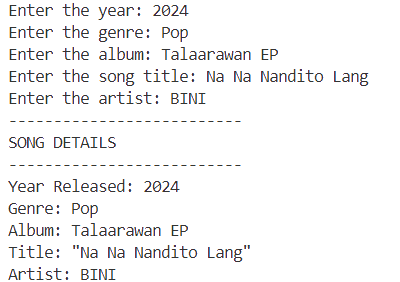 Enter the year: 2024
Enter the genre: Pop
Enter the album: Talaarawan EP
Enter the song title: Na Na Nandito Lang
Enter the artist: BINI
--------------------------
SONG DETAILS
--------------------------
Year Released: 2024
Genre: Pop
Album: Talaarawan EP
Title: "Na Na Nandito Lang"
Artist: BINI